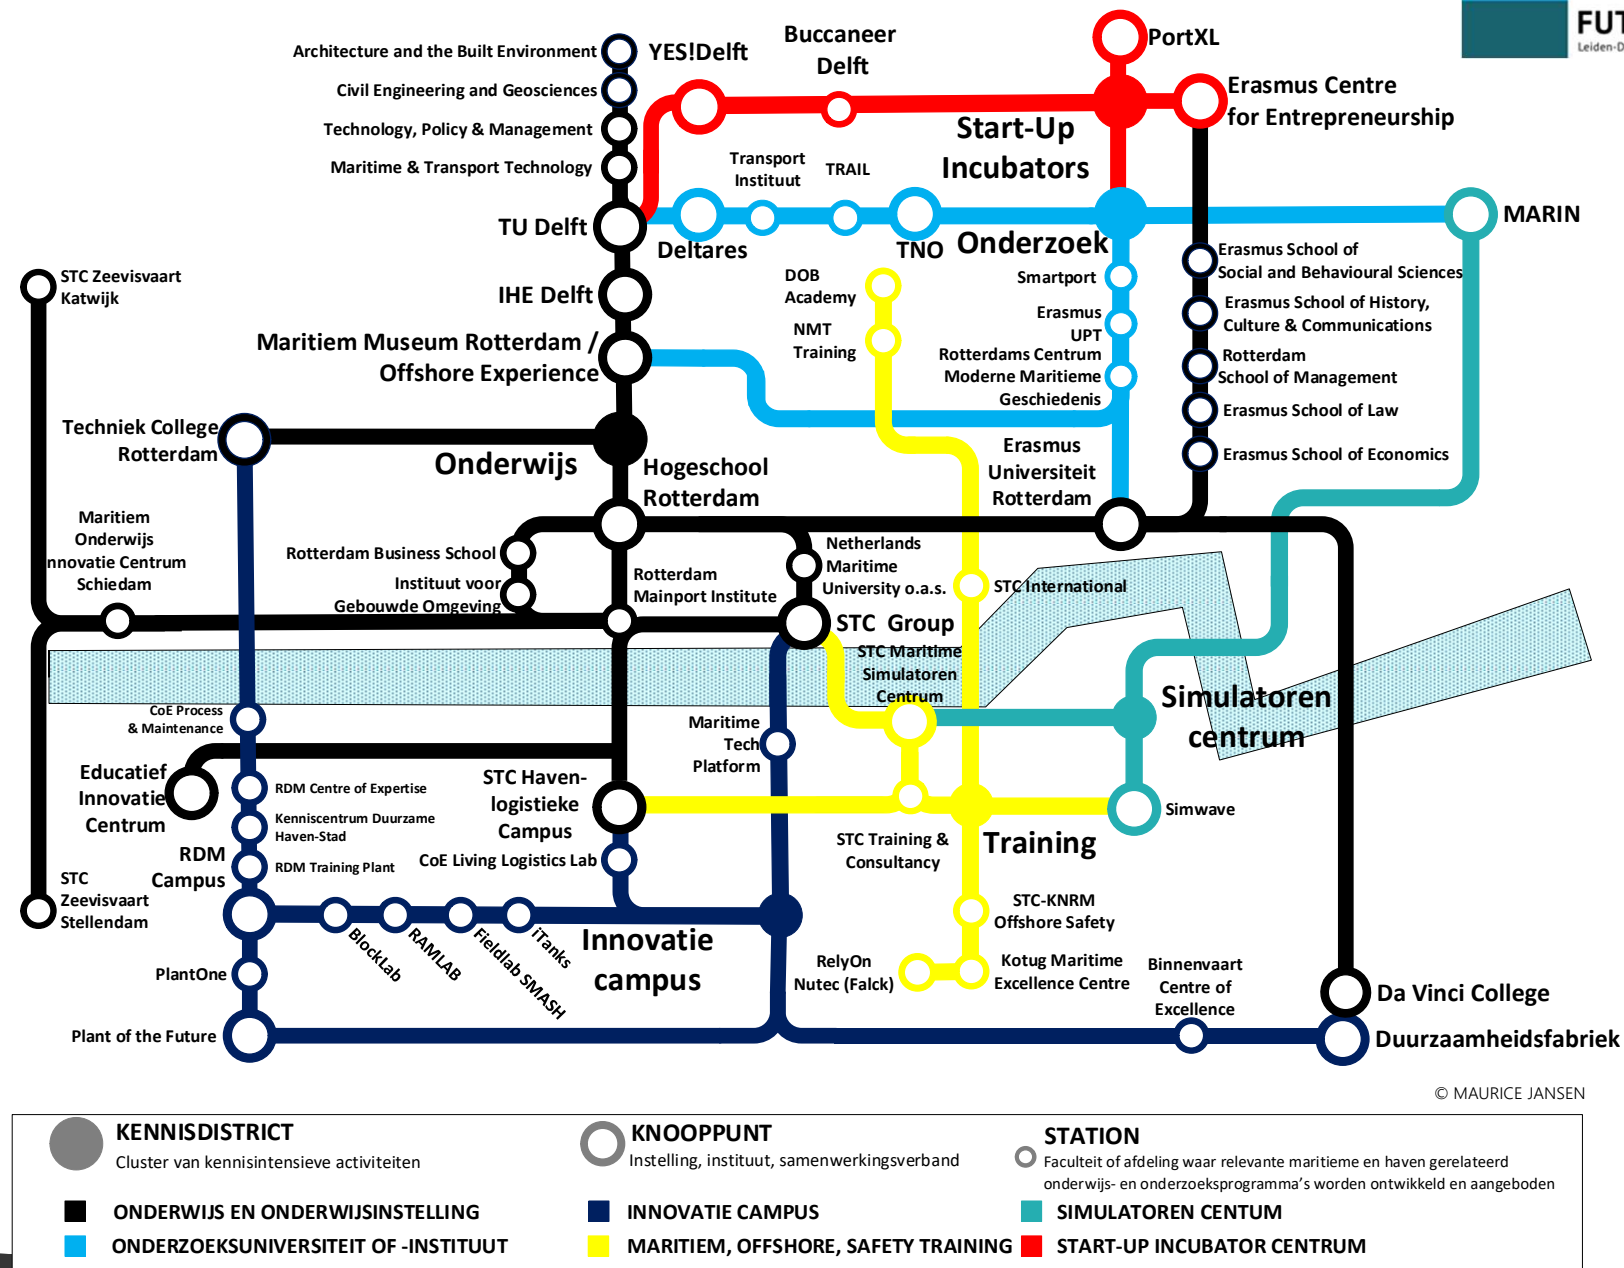 FUT
Leiden-D
Architecture and the Built Environment
Civil Engineering and Geosciences
Technology, Policy & Management
Maritime & Transport Technology
YES!Delft
Buccaneer
Delft
PortXL
Erasmus Centre
for Entrepreneurship
Start-Up
Incubators
Transport
Instituut
TRAIL
TU Delft
Deltares
TNO
Onderzoek
MARIN
STC Zeevisvaart
Katwijk
IHE Delft
DOB
Academy
NMT
Training
Smartport
Erasmus
UPT
Rotterdams Centrum
Moderne Maritieme
Geschiedenis
Erasmus School of
Social and Behavioural Sciences
Erasmus School of History,
Culture & Communications
Rotterdam
School of Management
Erasmus School of Law
Erasmus School of Economics
Maritiem Museum Rotterdam /
Offshore Experience
Techniek College
Rotterdam
Onderwijs
Hogeschool
Rotterdam
Erasmus
Universiteit
Rotterdam
Maritiem
Onderwijs
nnovatie Centrum
Schiedam
Rotterdam Business School
Instituut voor
Gebouwde Omgeving
Rotterdam
Mainport Institute
Netherlands
Maritime
University o.a.s.
STC International
STC Group
STC Maritime
Simulatoren
Centrum
Simulatoren
centrum
CoE Process
& Maintenance
Maritime
Tech
Platform
Educatief
Innovatie
Centrum
RDM Centre of Expertise
Kenniscentrum Duurzame
Haven-Stad
RDM Training Plant
RDM
Campus
STC Haven-
logistieke
Campus
CoE Living Logistics Lab
STC Training &
Consultancy
Training
Simwave
STC
Zeevisvaart
Stellendam
BlockLab
RAMLAB
Fieldlab SMASH
iTanks
Innovatie
campus
STC-KNRM
Offshore Safety
RelyOn
Nutec (Falck)
Kotug Maritime
Excellence Centre
Binnenvaart
Centre of
Excellence
PlantOne
Plant of the Future
Da Vinci College
Duurzaamheidsfabriek
© MAURICE JANSEN
KENNISDISTRICT
Cluster van kennisintensieve activiteiten
KNOOPPUNT
Instelling, instituut, samenwerkingsverband
STATION
Faculteit of afdeling waar relevante maritieme en haven gerelateerd
onderwijs- en onderzoeksprogramma's worden ontwikkeld en aangeboden
ONDERWIJS EN ONDERWIJSINSTELLING
INNOVATIE CAMPUS
SIMULATOREN CENTUM
ONDERZOEKSUNIVERSITEIT OF -INSTITUUT
MARITIEM, OFFSHORE, SAFETY TRAINING
START-UP INCUBATOR CENTRUM